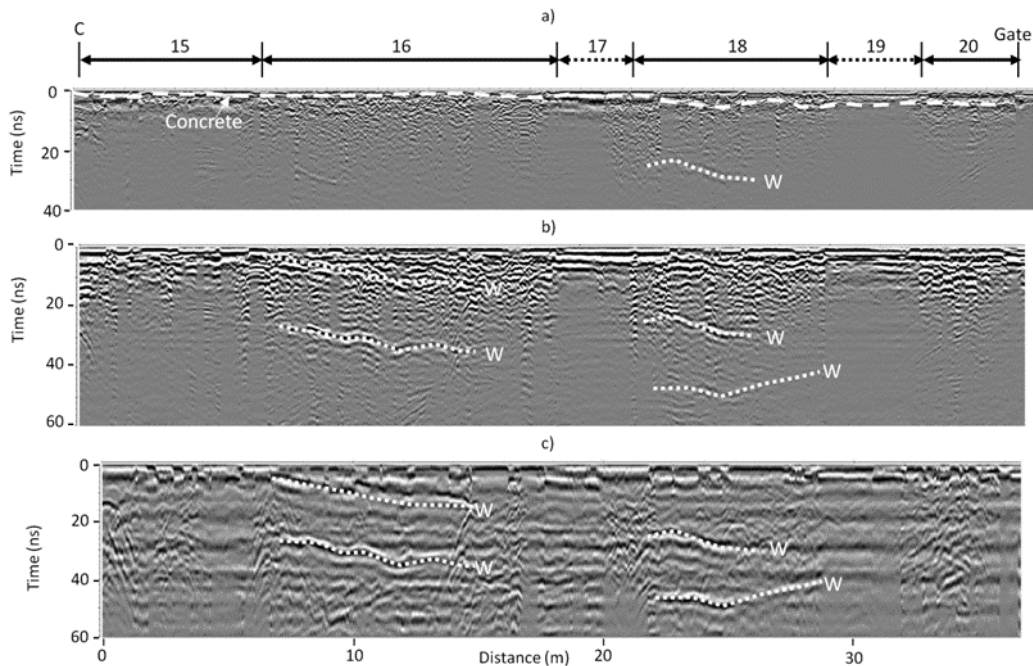 a)
C 15 16 17 18 19 20 Gate
0
20
40
Time (ns)
Concrete
W
b)
0
20
40
60
Time (ns)
W
W
W
W
c)
0
20
40
60
Time (ns)
W
W
W
W
0 10 20 30
Distance (m)